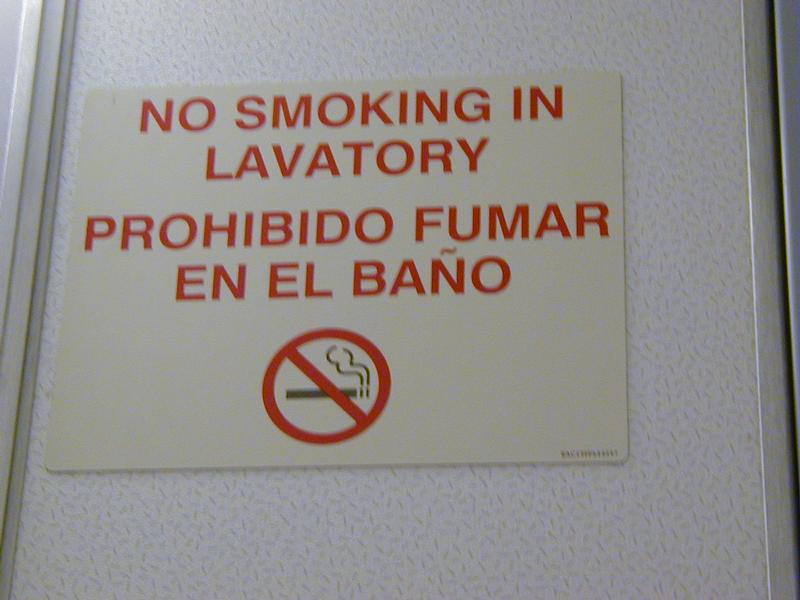 NO SMOKING IN
LAVATORY
PROHIBIDO FUMAR
EN EL BAÑO